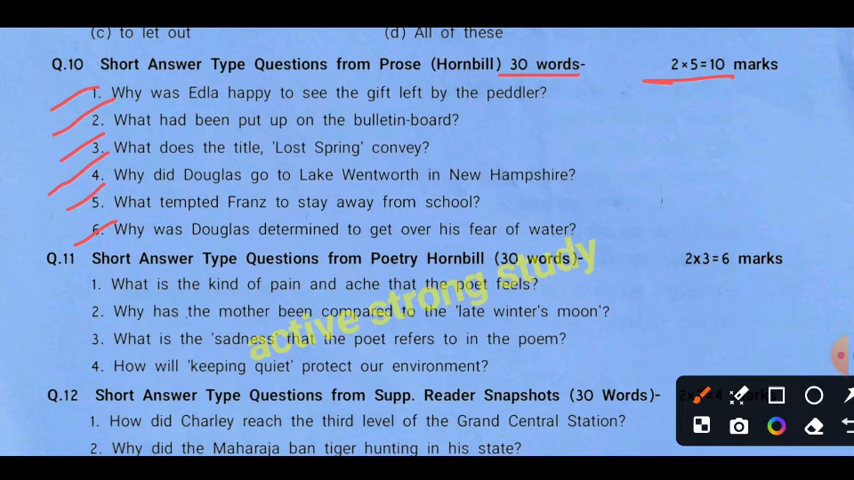 (c) to let out (d) All of these
Q.10 Short Answer Type Questions from Prose (Hornbill) 30 words- 2×5=10 marks
1. Why was Edla happy to see the gift left by the peddler?
2. What had been put up on the bulletin-board?
3. What does the title, 'Lost Spring' convey?
4. Why did Douglas go to Lake Wentworth in New Hampshire?
5. What tempted Franz to stay away from school?
6. Why was Douglas determined to get over his fear of water?
Q.11 Short Answer Type Questions from Poetry Hornbill (30 words)- 2x3=6 marks
1. What is the kind of pain and ache that the poet feels?
2. Why has the mother been compared to the 'late winter's moon'?
3. What is the 'sadness' that the poet refers to in the poem?
4. How will 'keeping quiet' protect our environment?
active strong study
Q.12 Short Answer Type Questions from Supp. Reader Snapshots (30 Words)-
1. How did Charley reach the third level of the Grand Central Station?
2. Why did the Maharaja ban tiger hunting in his state?